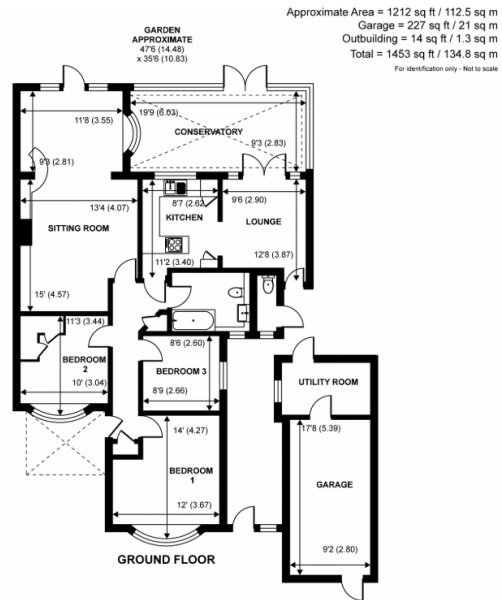 Approximate Area = 1212 sq ft / 112.5 sq m
Garage = 227 sq ft / 21 sq m
Outbuilding = 14 sq ft / 1.3 sq m
Total = 1453 sq ft / 134.8 sq m
For identification only - Not to scale
GARDEN
APPROXIMATE
47'6 (14.48)
x 35'6 (10.83)
11'8 (3.55)
19'9 (6.03)
CONSERVATORY
9'3 (2.83)
9'3 (2.81)
8'7 (2.62)
9'6 (2.90)
13'4 (4.07)
KITCHEN
LOUNGE
SITTING ROOM
11'2 (3.40)
12'8 (3.87)
15' (4.57)
11'3 (3.44)
BEDROOM
2
10' (3.04)
8'6 (2.60)
BEDROOM 3
8'9 (2.66)
UTILITY ROOM
14' (4.27)
17'8 (5.39)
BEDROOM
1
12' (3.67)
GARAGE
9'2 (2.80)
GROUND FLOOR